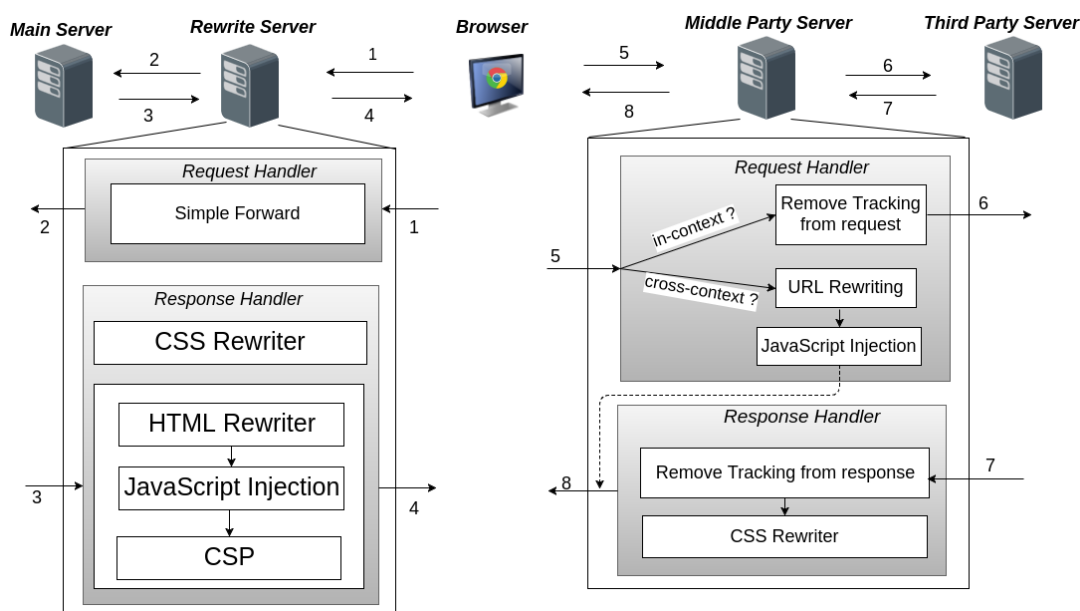 Main Server
Rewrite Server
Browser
Middle Party Server
Third Party Server
2
3
1
4
5
8
6
7
Request Handler
Simple Forward
2
1
Response Handler
CSS Rewriter
HTML Rewriter
JavaScript Injection
CSP
3
4
Request Handler
in-context ?
Remove Tracking
from request
6
5
cross-context ?
URL Rewriting
JavaScript Injection
Response Handler
Remove Tracking from response
7
8
CSS Rewriter